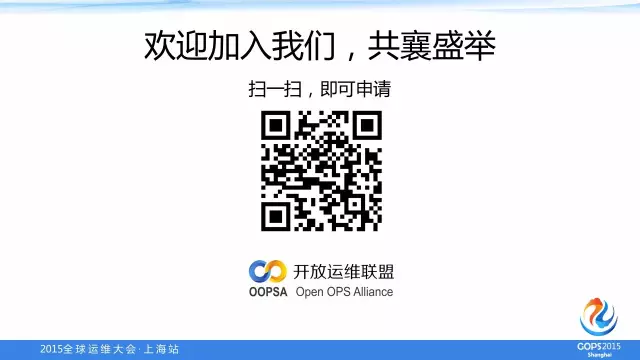 欢迎加入我们，共襄盛举
扫一扫，即可申请
开放运维联盟
OOPSA Open OPS Alliance
2015全球运维大会·上海站
GOPS2015
Shanghai